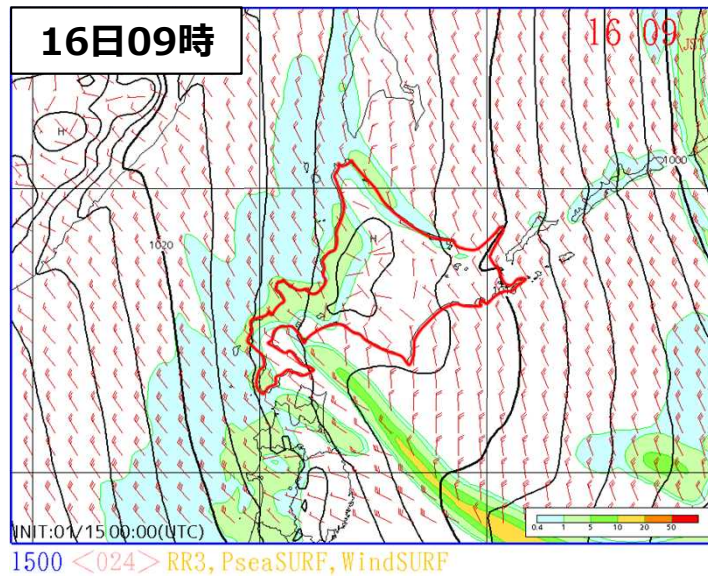 16日09時
16 09 JST
H
1000
1020
H
INIT:01/15 00:00(UTC)
0.4 1 5 10 20 50
1500 <024> RR3,PseaSURF,WindSURF